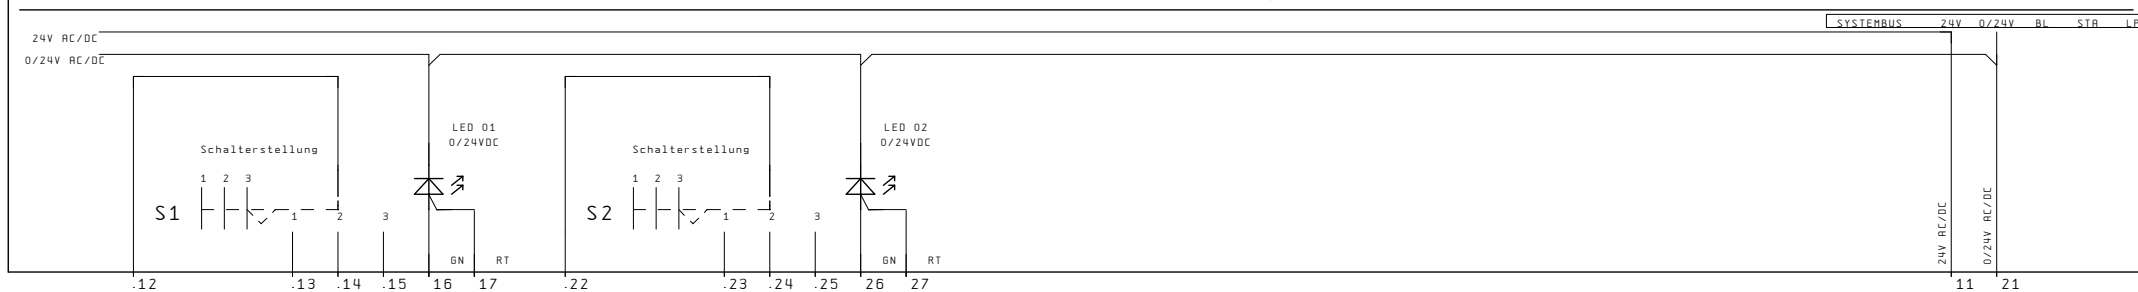 SYSTEMBUS 24V 0/24V BL STA LP
24V AC/DC
0/24V AC/DC
LED 01
0/24VDC
LED 02
0/24VDC
Schalterstellung
Schalterstellung
1 2 3
1 2 3
S1
1 2 3
S2
1 2 3
24V AC/DC
0/24V AC/DC
GN RT
GN RT
.12 .13 .14 .15 16 17 .22 .23 .24 .25 26 27 11 21